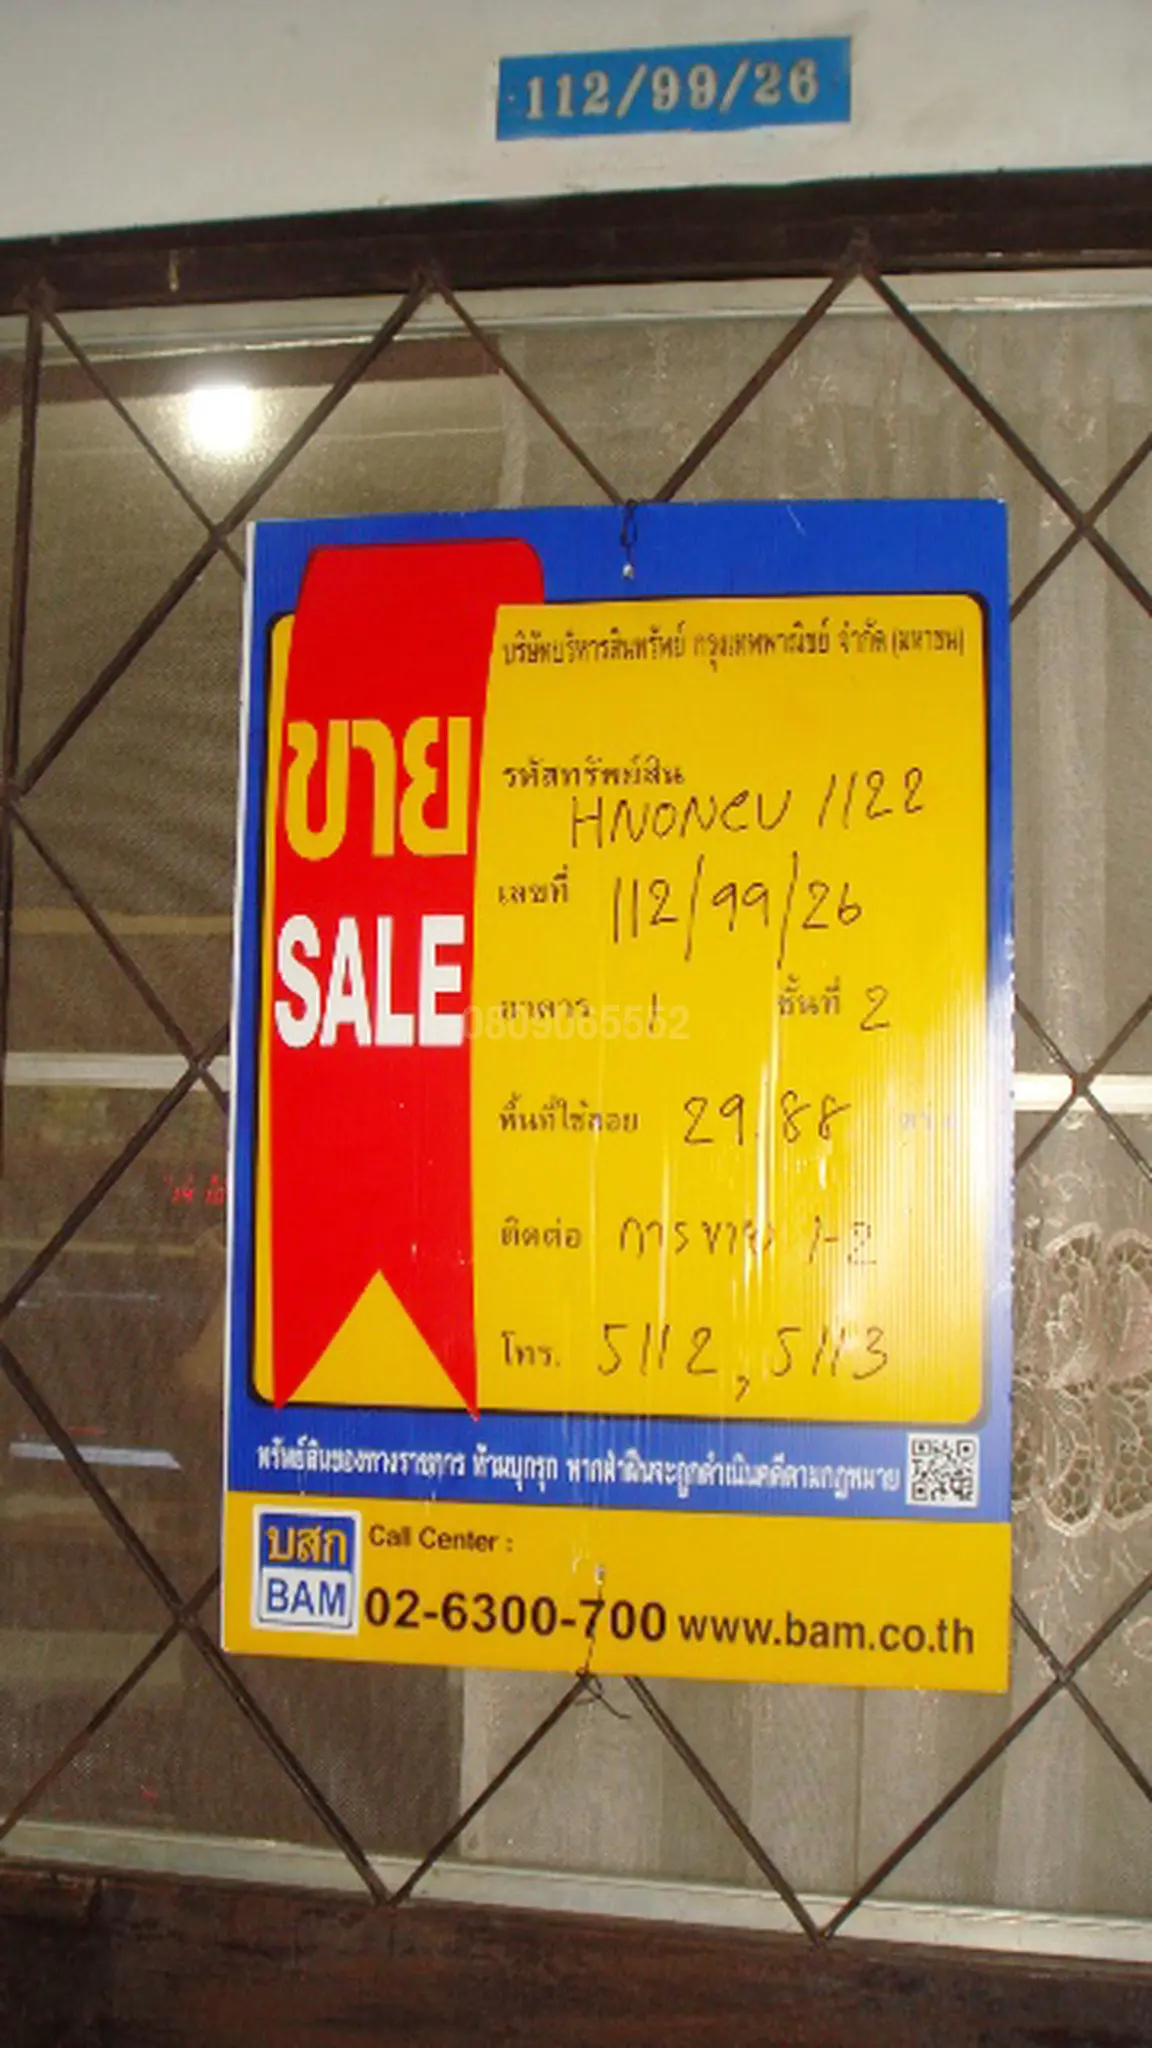 112/99/26
บริษัทบริหารสินทรัพย์ กรุงเทพพาณิชย์ จำกัด (มหาชน)
ขาย
SALE
รหัสทรัพย์สิน
HNONCU 1122
เลขที่ 112/99/26
อาคาร 1 ชั้นที่ 2
0809065552
พื้นที่ใช้สอย 29.88
ติดต่อ การขาย 1-2
โทร. 5112, 5113
ทรัพย์สินของทางราชการ ห้ามบุกรุก หากฝ่าฝืนจะถูกดำเนินคดีตามกฎหมาย
บสก
BAM
Call Center :
02-6300-700 www.bam.co.th